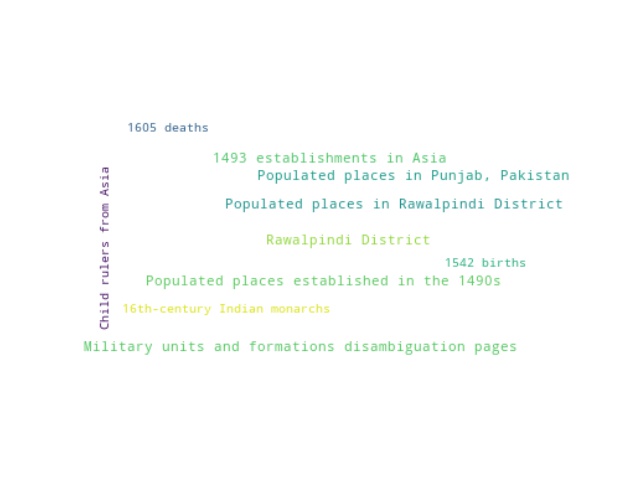 1605 deaths
1493 establishments in Asia
Populated places in Punjab, Pakistan
Child rulers from Asia
Populated places in Rawalpindi District
Rawalpindi District
1542 births
Populated places established in the 1490s
16th-century Indian monarchs
Military units and formations disambiguation pages